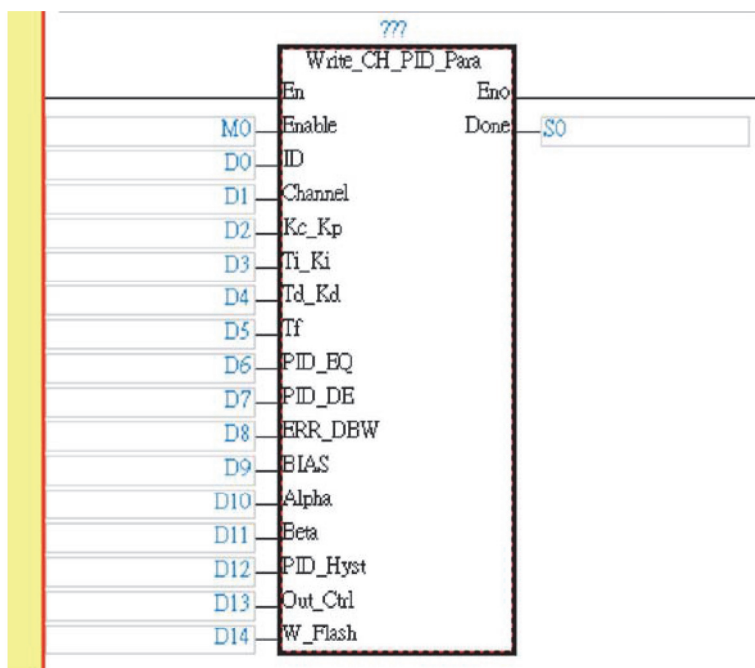 ???
Write_CH_PID_Para
En Eno
M0 Enable Done S0
D0 ID
D1 Channel
D2 Kc_Kp
D3 Ti_Ki
D4 Td_Kd
D5 Tf
D6 PID_EQ
D7 PID_DE
D8 ERR_DBW
D9 BIAS
D10 Alpha
D11 Beta
D12 PID_Hyst
D13 Out_Ctrl
D14 W_Flash